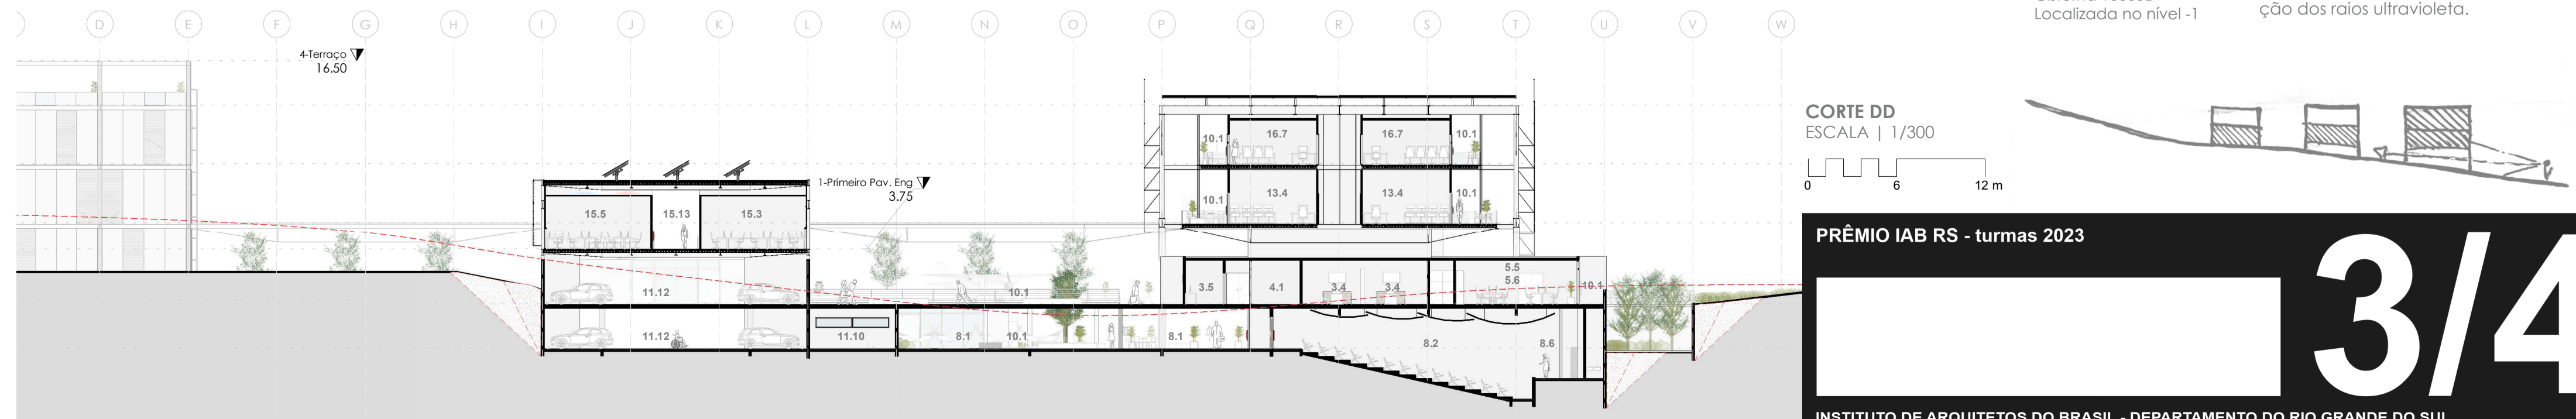 D E F G H I J K L M N O P Q R S T U V W
Localizada no nível -1
ção dos raios ultravioleta.
4-Terraço
16.50
1-Primeiro Pav. Eng
3.75
10.1 16.7 16.7 10.1
10.1 13.4 13.4 10.1
15.5 15.13 15.3
5.5
11.12 10.1 3.5 4.1 3.4 3.4 5.6 10.1
11.12 11.10 8.1 10.1 8.1 8.2 8.6
CORTE DD
ESCALA | 1/300
0 6 12 m
PRÊMIO IAB RS - turmas 2023
3/4
INSTITUTO DE ARQUITETOS DO BRASIL - DEPARTAMENTO DO RIO GRANDE DO SUL